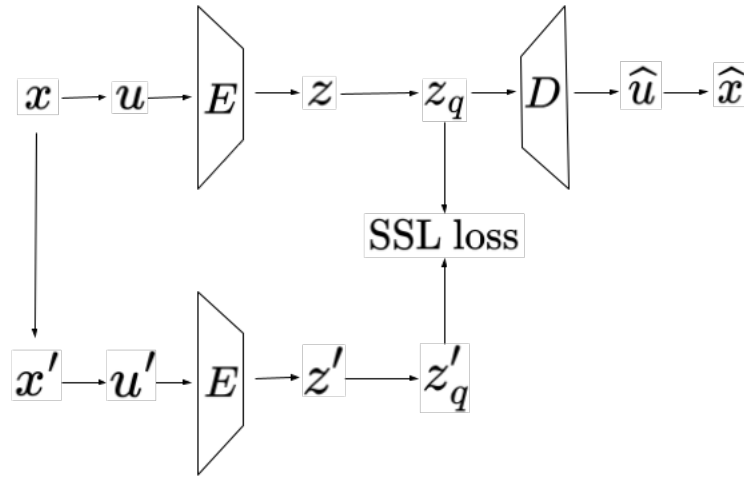 x u E z z_q D û x̂
SSL loss
x′ u′ E z′ z′_q